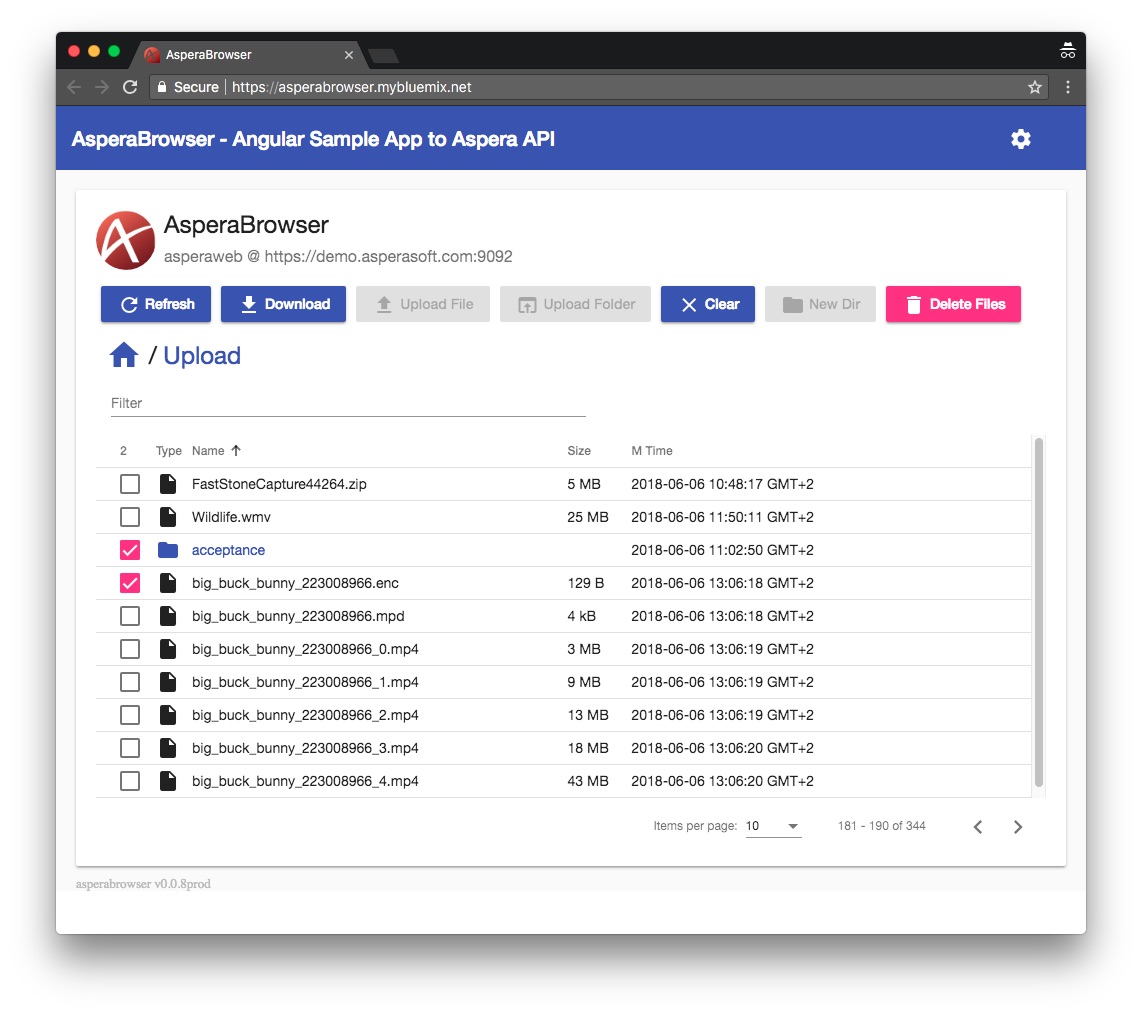 AsperaBrowser
Secure | https://asperabrowser.mybluemix.net
AsperaBrowser - Angular Sample App to Aspera API
AsperaBrowser
asperaweb @ https://demo.asperasoft.com:9092
Refresh Download Upload File Upload Folder Clear New Dir Delete Files
/ Upload
Filter
2 Type Name Size M Time
FastStoneCapture44264.zip 5 MB 2018-06-06 10:48:17 GMT+2
Wildlife.wmv 25 MB 2018-06-06 11:50:11 GMT+2
acceptance 2018-06-06 11:02:50 GMT+2
big_buck_bunny_223008966.enc 129 B 2018-06-06 13:06:18 GMT+2
big_buck_bunny_223008966.mpd 4 kB 2018-06-06 13:06:18 GMT+2
big_buck_bunny_223008966_0.mp4 3 MB 2018-06-06 13:06:19 GMT+2
big_buck_bunny_223008966_1.mp4 9 MB 2018-06-06 13:06:19 GMT+2
big_buck_bunny_223008966_2.mp4 13 MB 2018-06-06 13:06:19 GMT+2
big_buck_bunny_223008966_3.mp4 18 MB 2018-06-06 13:06:20 GMT+2
big_buck_bunny_223008966_4.mp4 43 MB 2018-06-06 13:06:20 GMT+2
Items per page: 10 181 - 190 of 344
asperabrowser v0.0.8prod